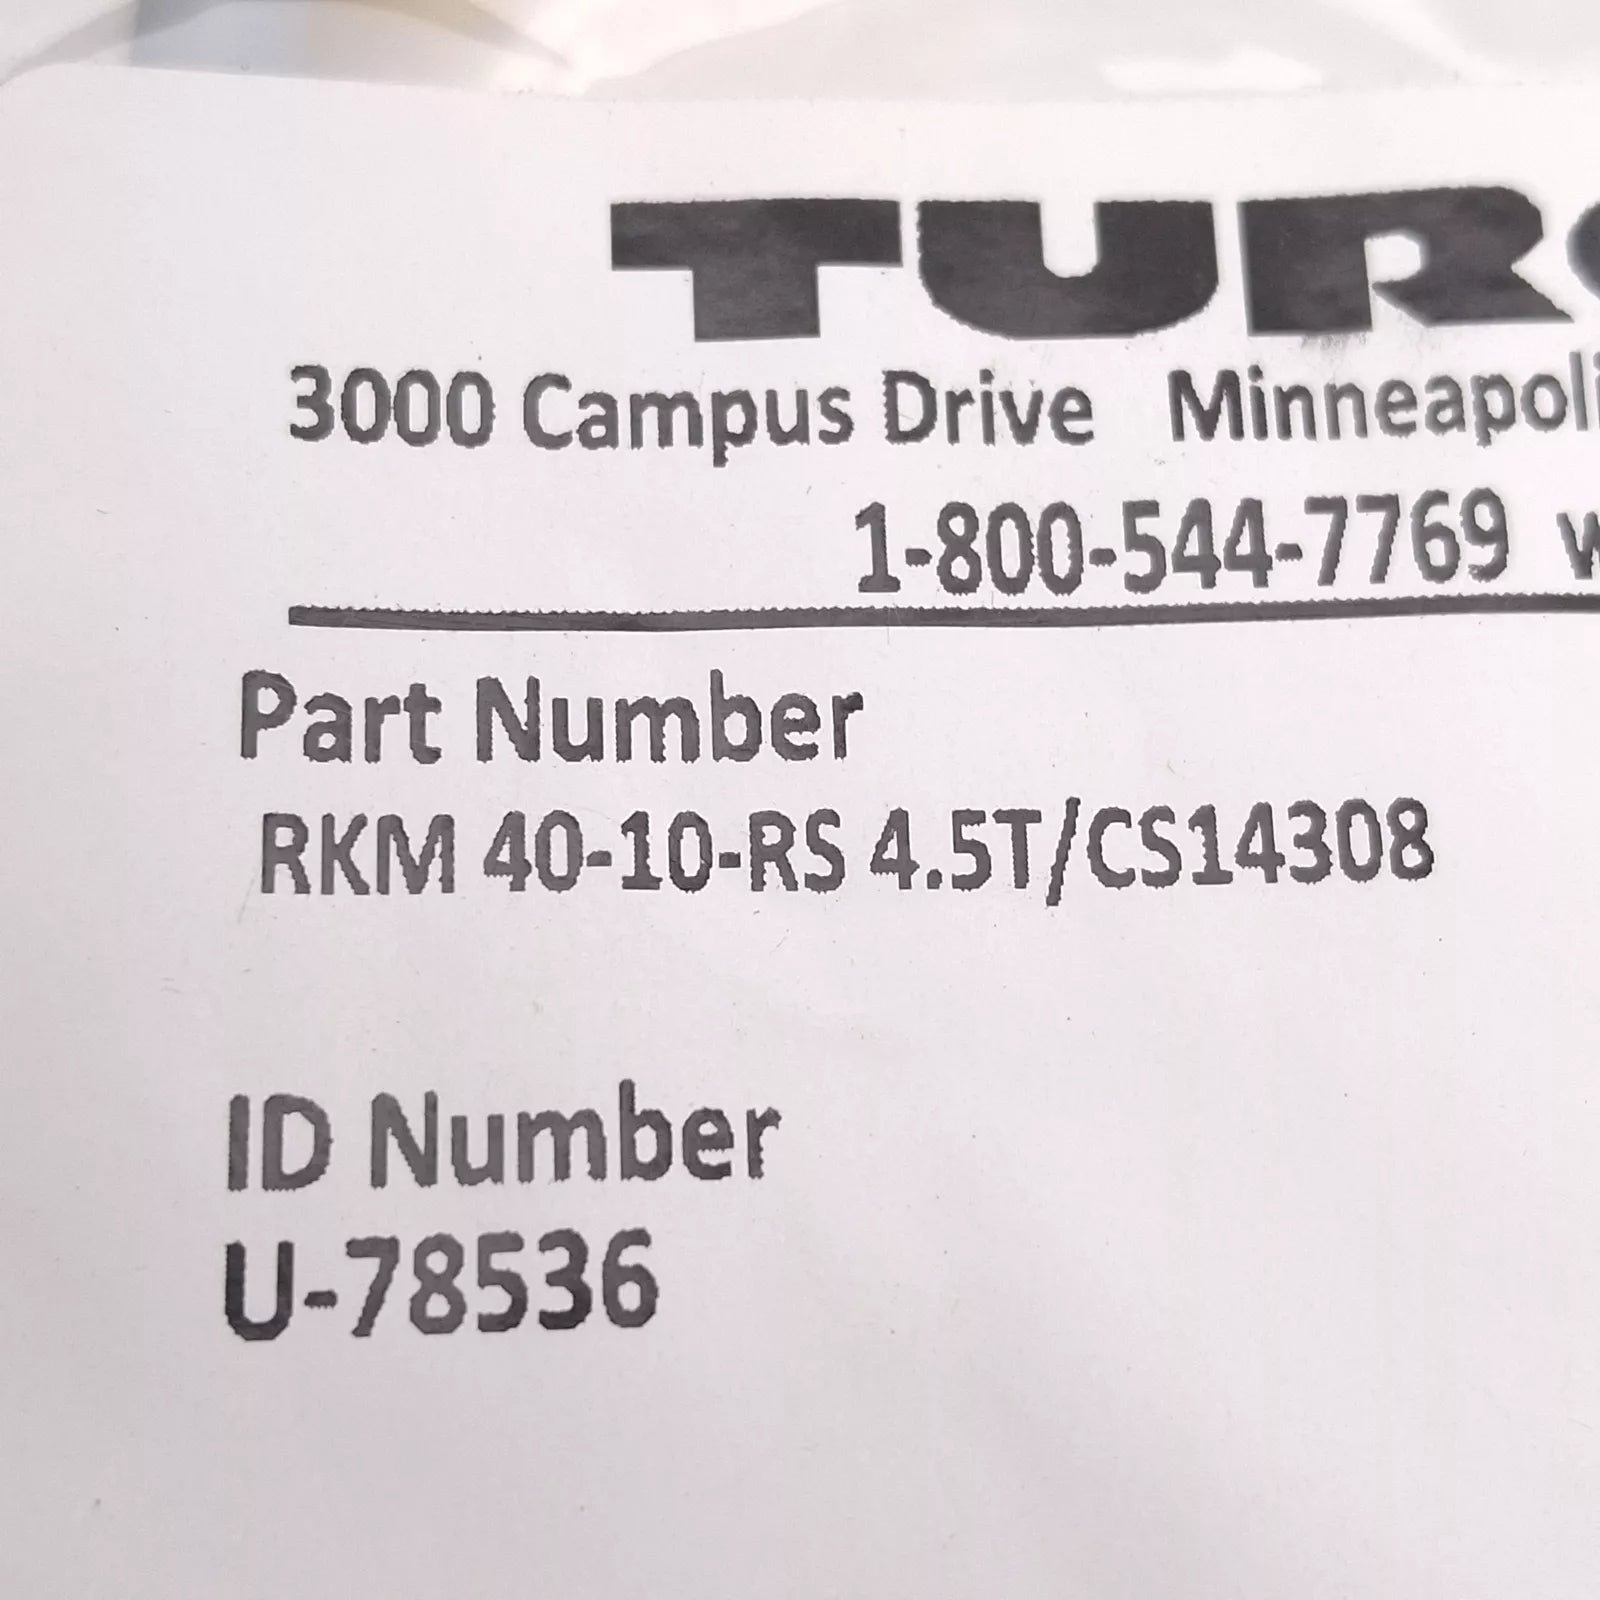 TUR
3000 Campus Drive Minneapoli
1-800-544-7769 w
Part Number
RKM 40-10-RS 4.5T/CS14308
ID Number
U-78536